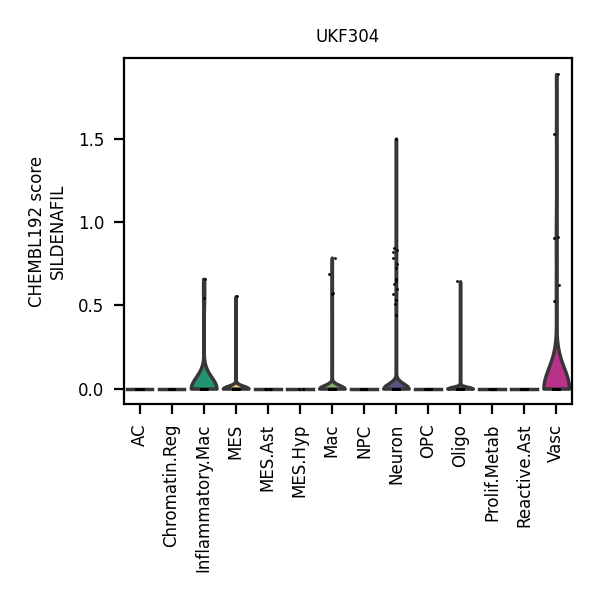 UKF304
CHEMBL192 score
SILDENAFIL
1.5
1.0
0.5
0.0
AC
Chromatin.Reg
Inflammatory.Mac
MES
MES.Ast
MES.Hyp
Mac
NPC
Neuron
OPC
Oligo
Prolif.Metab
Reactive.Ast
Vasc